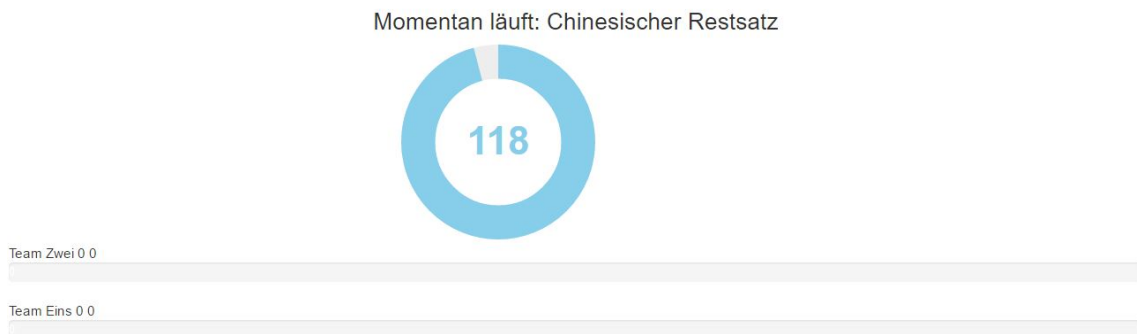 Momentan läuft: Chinesischer Restsatz
118
Team Zwei 0 0
Team Eins 0 0